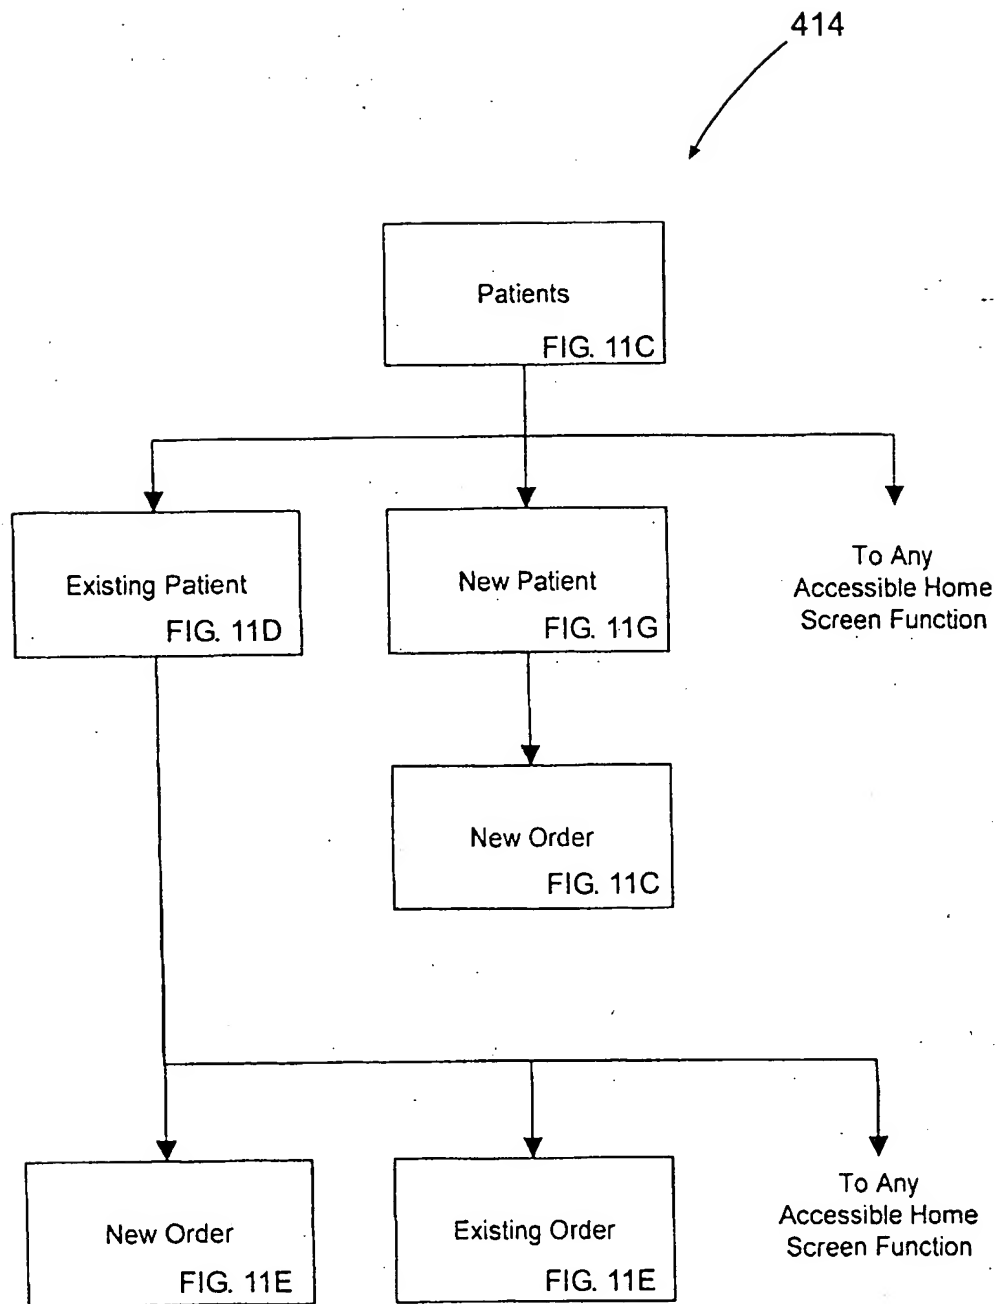 414
Patients
FIG. 11C
Existing Patient
FIG. 11D
New Patient
FIG. 11G
To Any
Accessible Home
Screen Function
New Order
FIG. 11C
New Order
FIG. 11E
Existing Order
FIG. 11E
To Any
Accessible Home
Screen Function